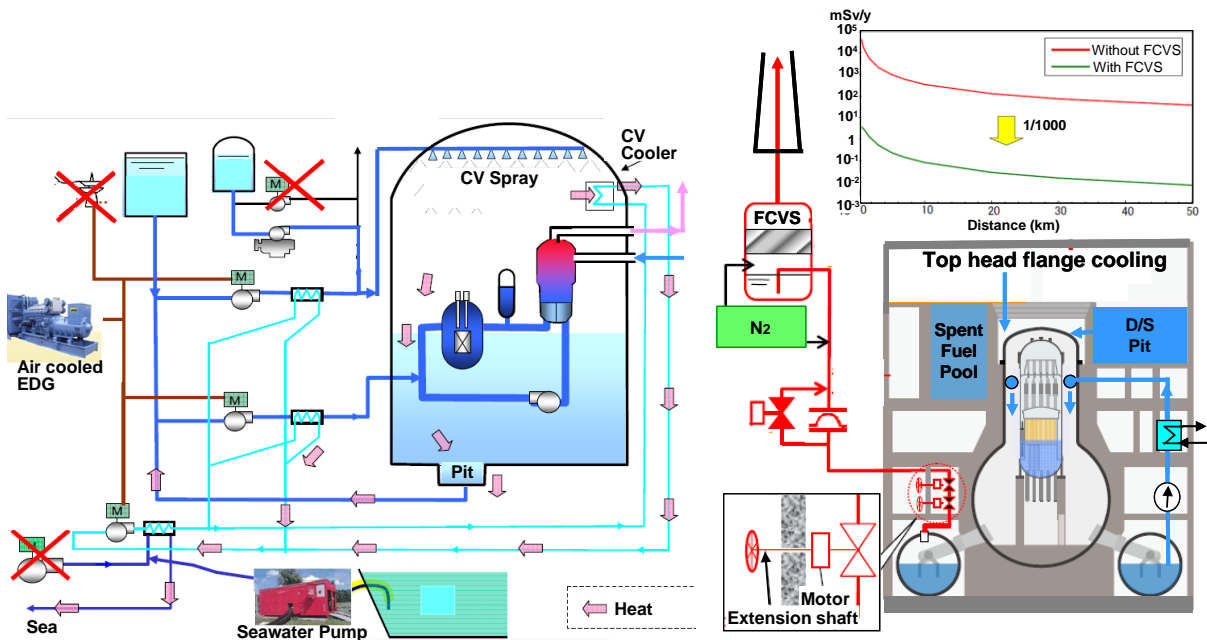 CV
Cooler
CV Spray
M
M
M
M
Air cooled
EDG
Pit
Sea
Seawater Pump
Heat
FCVS
N2
Motor
Extension shaft
mSv/y
105
104
103
102
10
1
10-1
10-2
10-3
Without FCVS
With FCVS
1/1000
0
10
20
30
40
50
Distance (km)
Top head flange cooling
Spent
Fuel
Pool
D/S
Pit